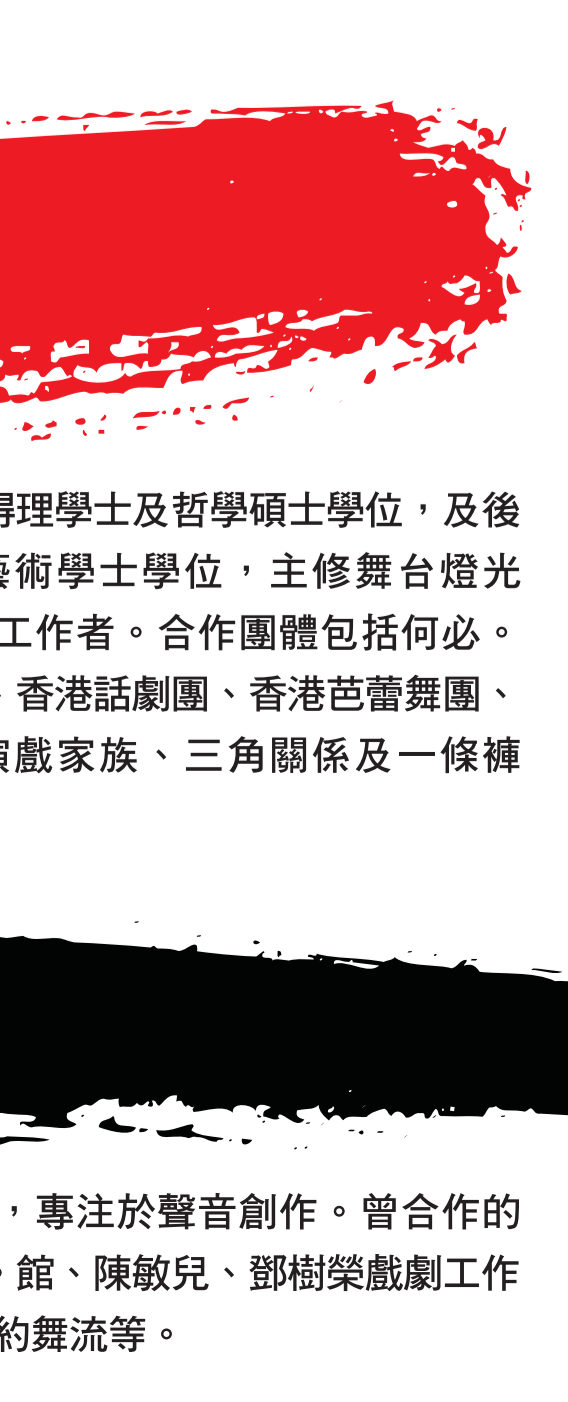 得理學士及哲學碩士學位，及後
藝術學士學位，主修舞台燈光
工作者。合作團體包括何必。
、香港話劇團、香港芭蕾舞團、
演戲家族、三角關係及一條褲
，專注於聲音創作。曾合作的
。館、陳敏兒、鄧樹榮戲劇工作
約舞流等。